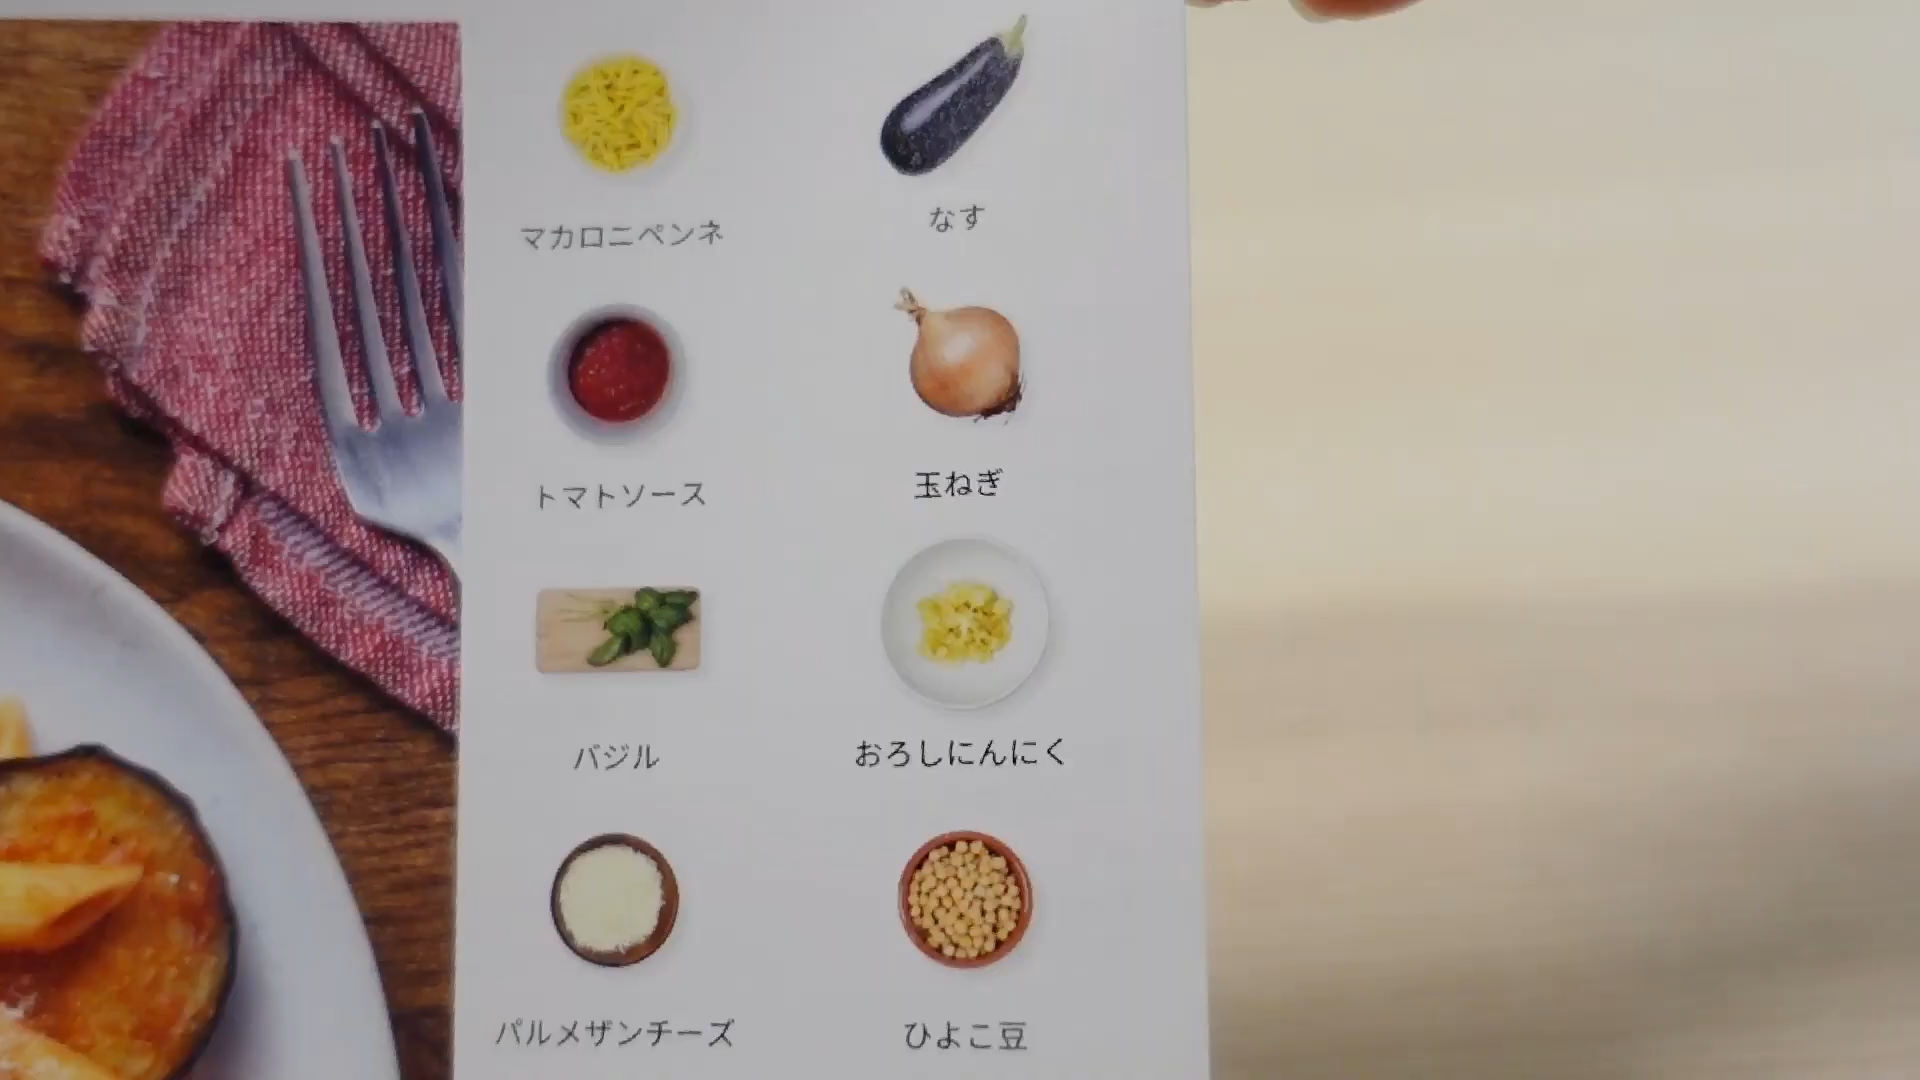 マカロニペンネ
なす
トマトソース
玉ねぎ
バジル
おろしにんにく
パルメザンチーズ
ひよこ豆